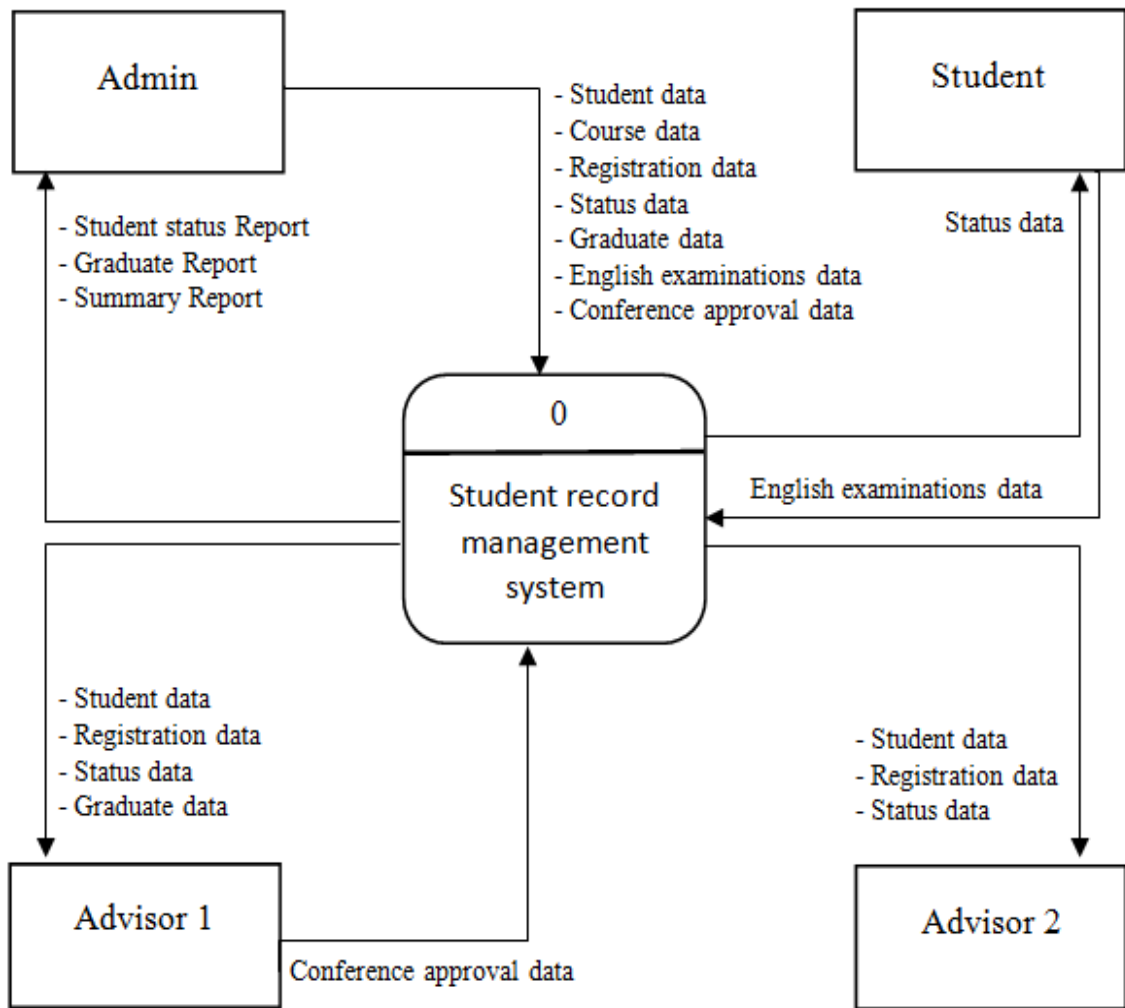 Admin
Student
- Student data
- Course data
- Registration data
- Status data
- Graduate data
- English examinations data
- Conference approval data
- Student status Report
- Graduate Report
- Summary Report
Status data
0
Student record
management
system
English examinations data
- Student data
- Registration data
- Status data
- Graduate data
- Student data
- Registration data
- Status data
Advisor 1
Conference approval data
Advisor 2